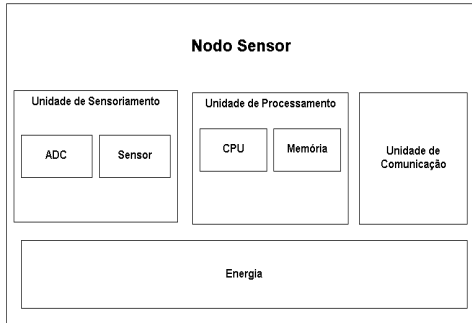 Nodo Sensor
Unidade de Sensoriamento
ADC
Sensor
Unidade de Processamento
CPU
Memória
Unidade de
Comunicação
Energia